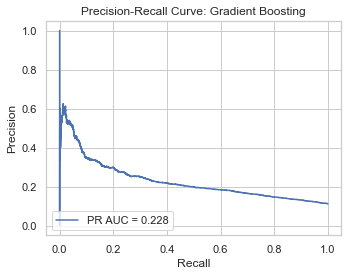 Precision-Recall Curve: Gradient Boosting
Precision
1.0
0.8
0.6
0.4
0.2
0.0
PR AUC = 0.228
0.0 0.2 0.4 0.6 0.8 1.0
Recall